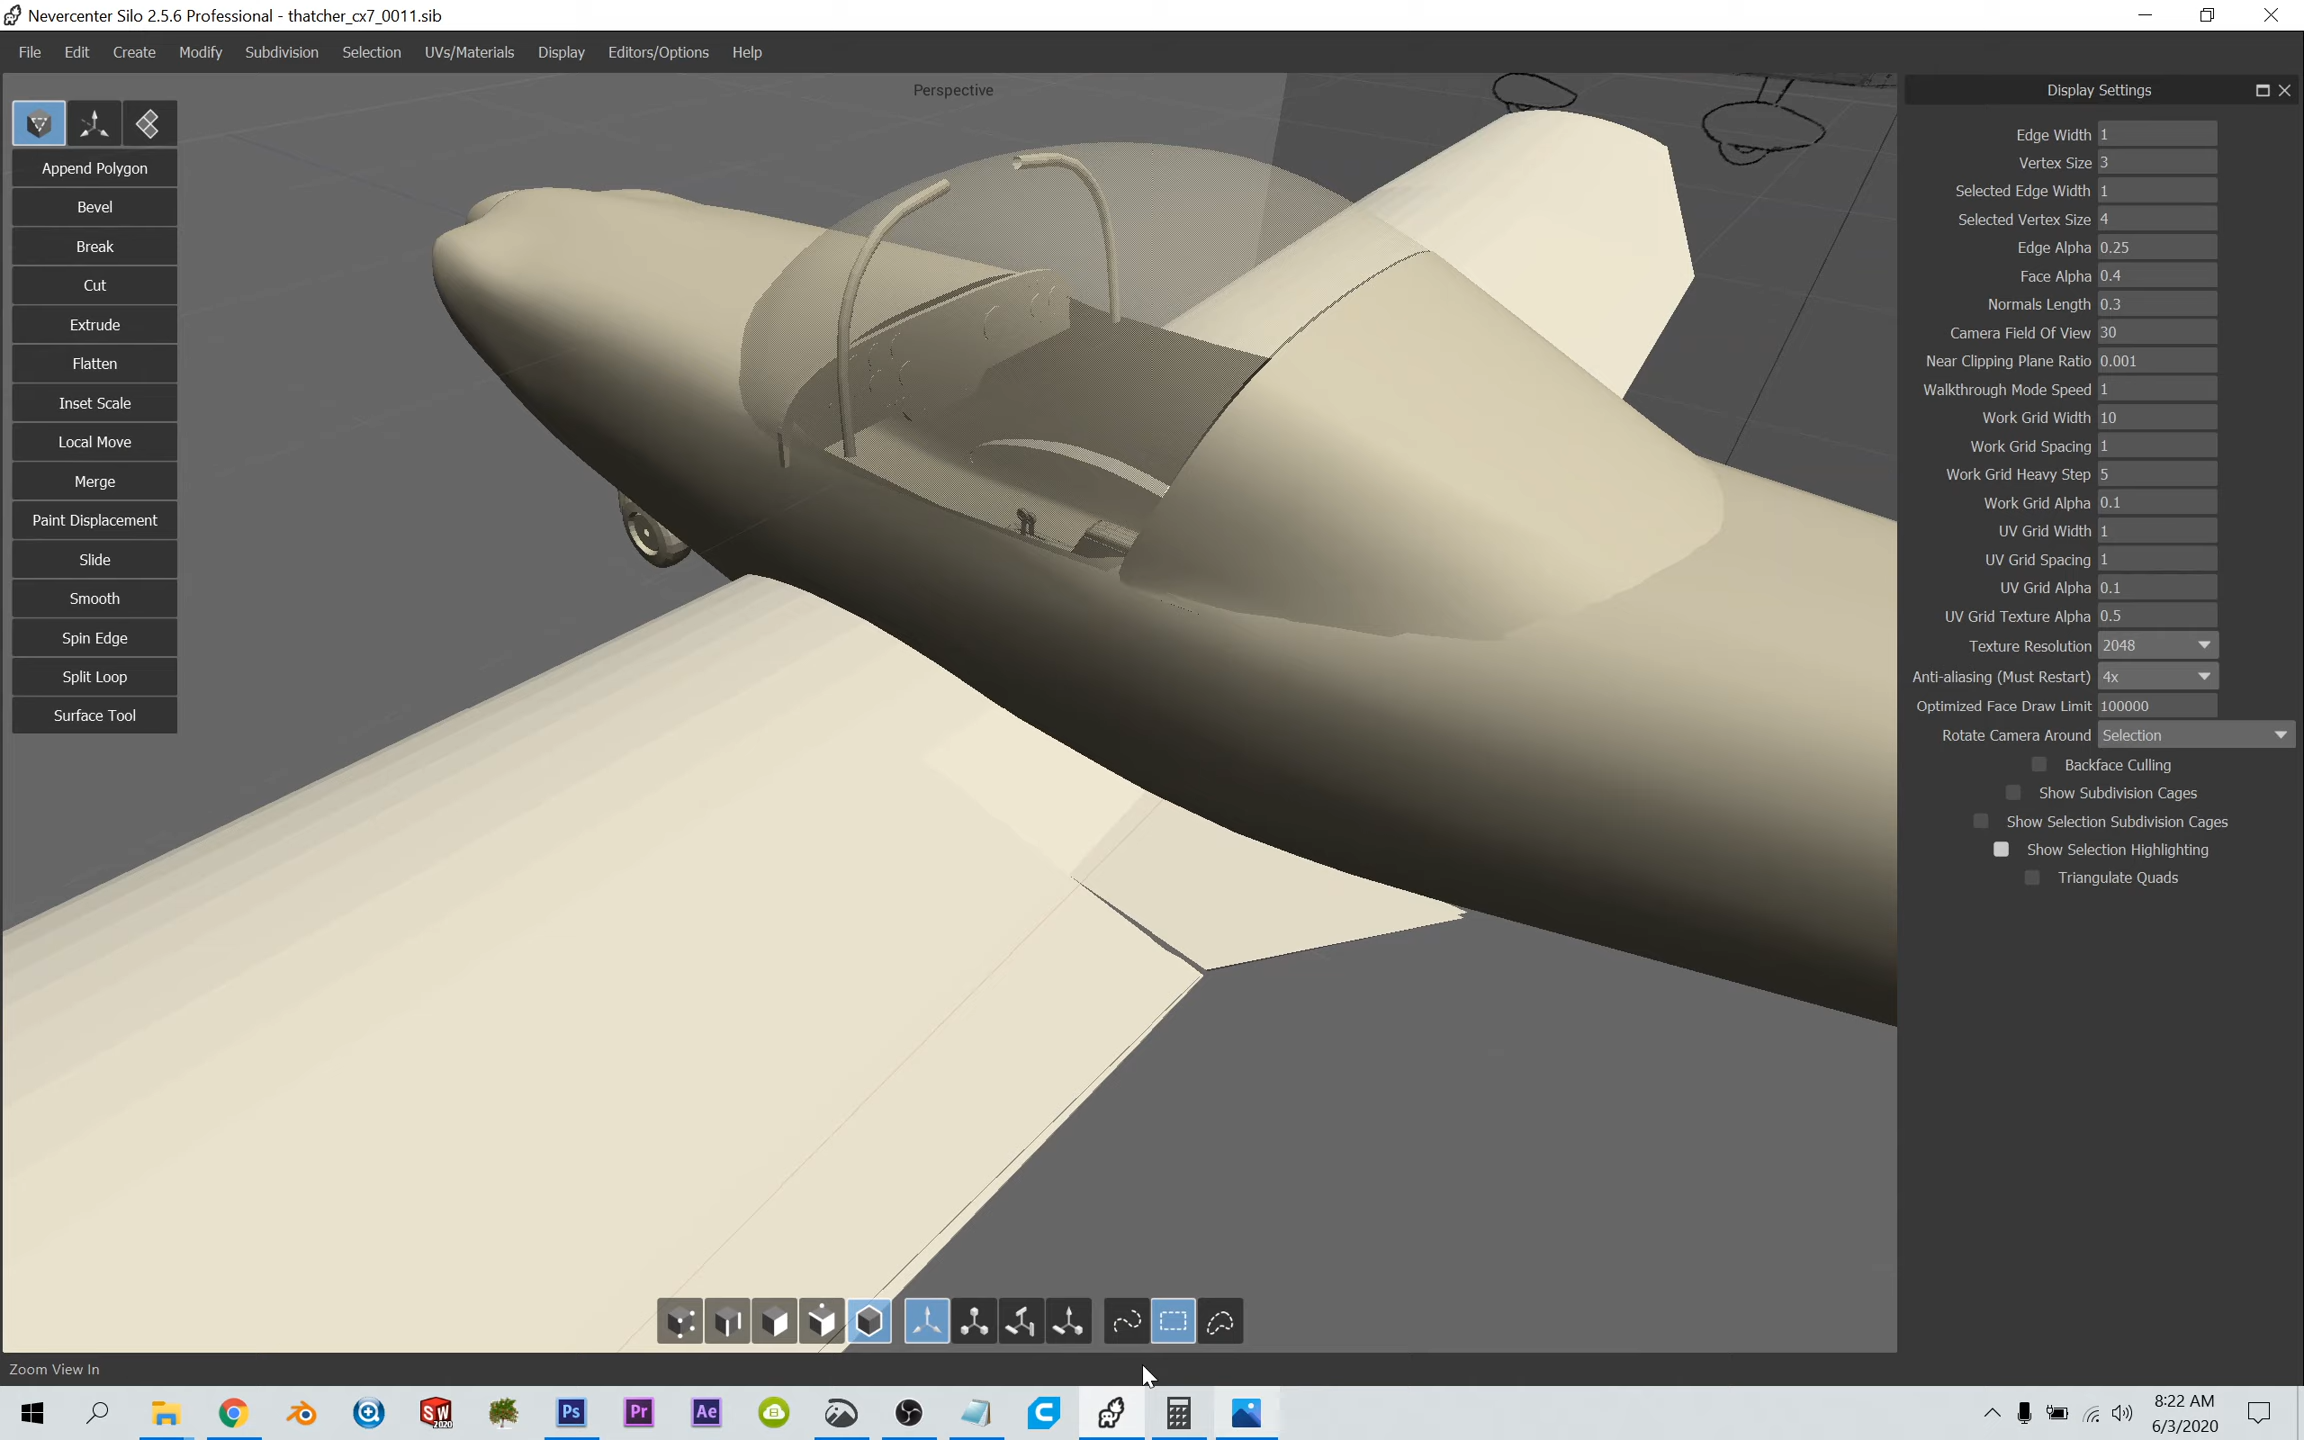 Nevercenter Silo 2.5.6 Professional - thatcher_cx7_0011.sib
File Edit Create Modify Subdivision Selection UVs/Materials Display Editors/Options Help
Perspective
Append Polygon
Bevel
Break
Cut
Extrude
Flatten
Inset Scale
Local Move
Merge
Paint Displacement
Slide
Smooth
Spin Edge
Split Loop
Surface Tool
Display Settings
Edge Width 1
Vertex Size 3
Selected Edge Width 1
Selected Vertex Size 4
Edge Alpha 0.25
Face Alpha 0.4
Normals Length 0.3
Camera Field Of View 30
Near Clipping Plane Ratio 0.001
Walkthrough Mode Speed 1
Work Grid Width 10
Work Grid Spacing 1
Work Grid Heavy Step 5
Work Grid Alpha 0.1
UV Grid Width 1
UV Grid Spacing 1
UV Grid Alpha 0.1
UV Grid Texture Alpha 0.5
Texture Resolution 2048
Anti-aliasing (Must Restart) 4x
Optimized Face Draw Limit 100000
Rotate Camera Around Selection
Backface Culling
Show Subdivision Cages
Show Selection Subdivision Cages
Show Selection Highlighting
Triangulate Quads
Zoom View In
SW 2020 Ps Pr Ae
8:22 AM
6/3/2020